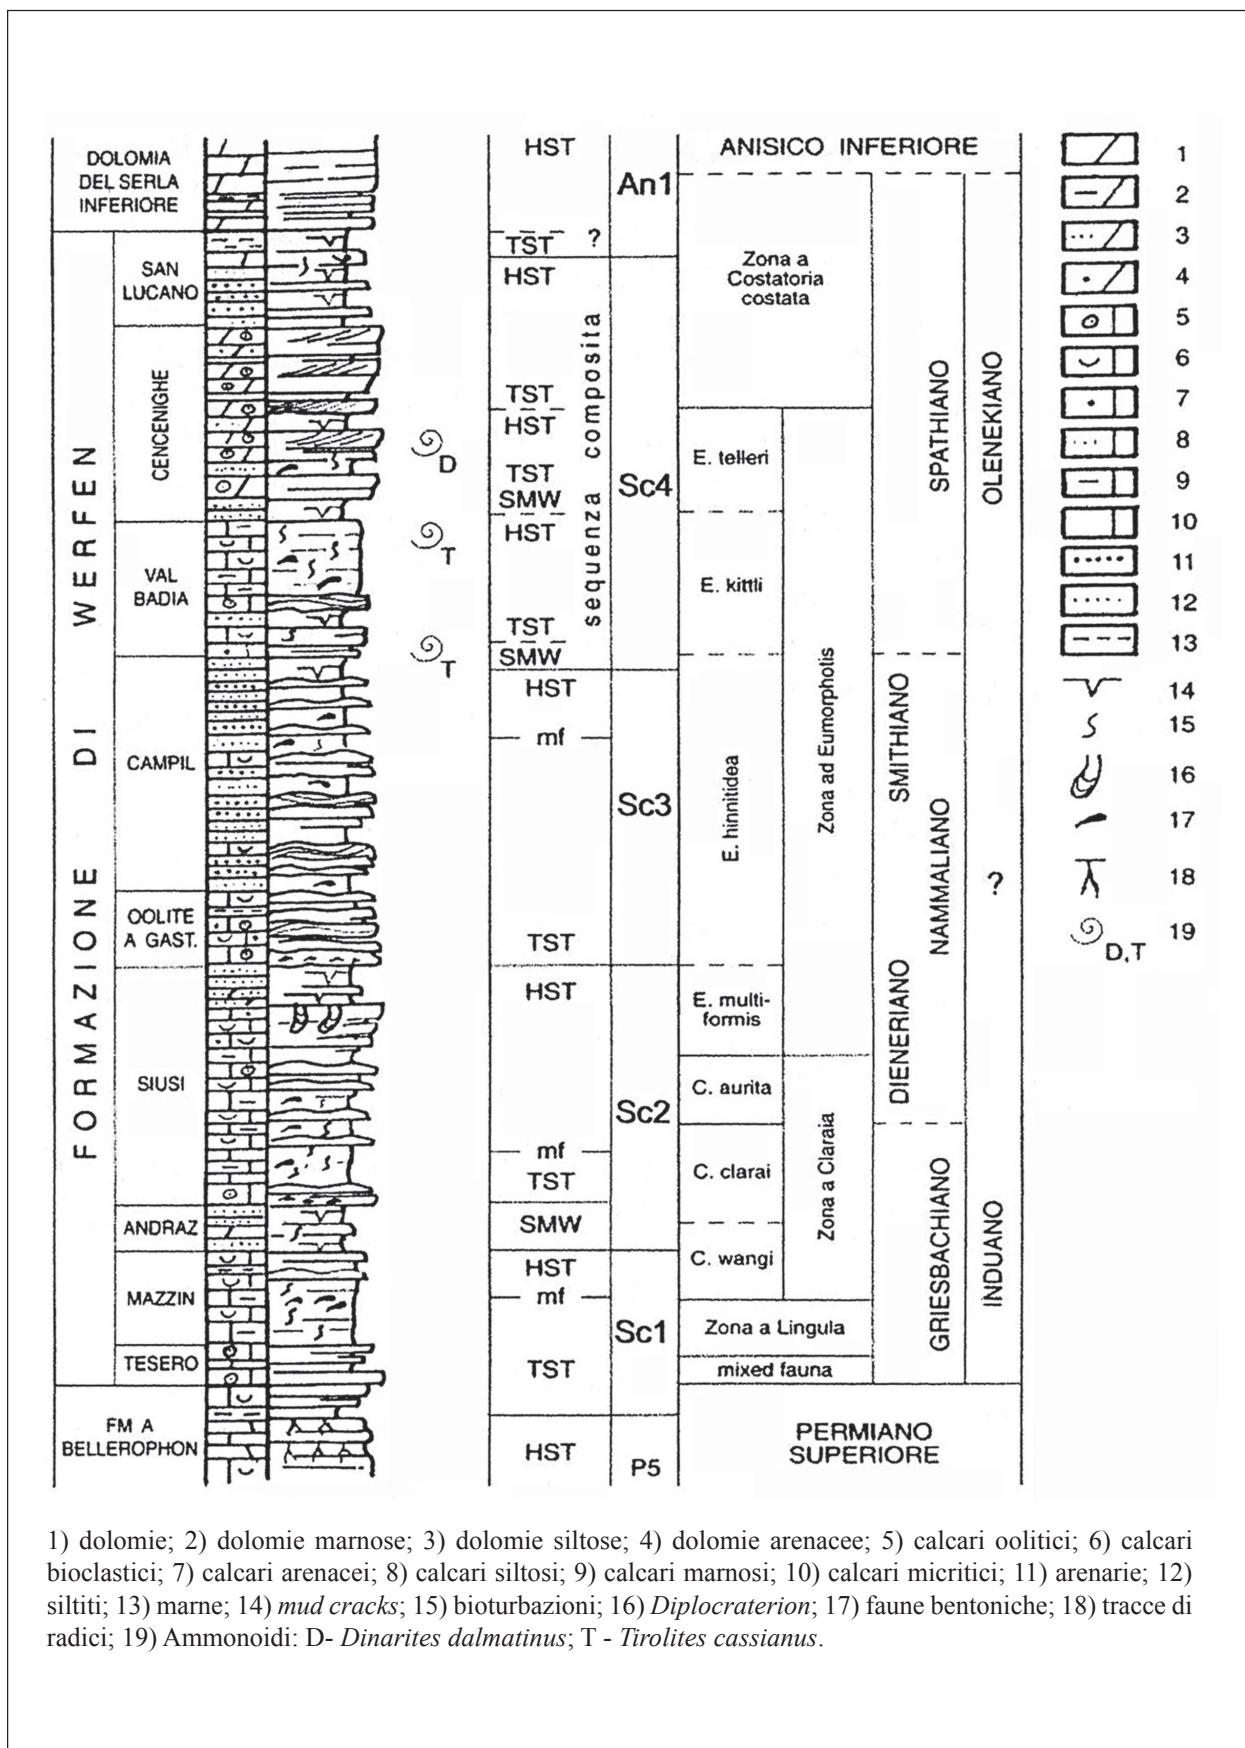 DOLOMIA
DEL SERLA
INFERIORE
FORMAZIONE DI WERFEN
SAN
LUCANO
CENCENIGHE
VAL
BADIA
CAMPIL
OOLITE
A GAST.
SIUSI
ANDRAZ
MAZZIN
TESERO
FM A
BELLEROPHON
D
T
T
HST
TST ?
HST
TST
HST
TST
SMW
HST
TST
SMW
sequenza composita
HST
mf
TST
HST
mf
TST
SMW
HST
mf
TST
HST
An1
Sc4
Sc3
Sc2
Sc1
P5
ANISICO INFERIORE
Zona a
Costatoria
costata
E. telleri
E. kittli
E. hinnitidea
E. multi-
formis
C. aurita
C. clarai
C. wangi
Zona ad Eumorphotis
Zona a Claraia
Zona a Lingula
mixed fauna
PERMIANO
SUPERIORE
SPATHIANO
SMITHIANO
DIENERIANO
NAMMALIANO
GRIESBACHIANO
OLENEKIANO
?
INDUANO
1
2
3
4
5
6
7
8
9
10
11
12
13
14
15
16
17
18
D,T 19
1) dolomie; 2) dolomie marnose; 3) dolomie siltose; 4) dolomie arenacee; 5) calcari oolitici; 6) calcari
bioclastici; 7) calcari arenacei; 8) calcari siltosi; 9) calcari marnosi; 10) calcari micritici; 11) arenarie; 12)
siltiti; 13) marne; 14) mud cracks; 15) bioturbazioni; 16) Diplocraterion; 17) faune bentoniche; 18) tracce di
radici; 19) Ammonoidi: D- Dinarites dalmatinus; T - Tirolites cassianus.